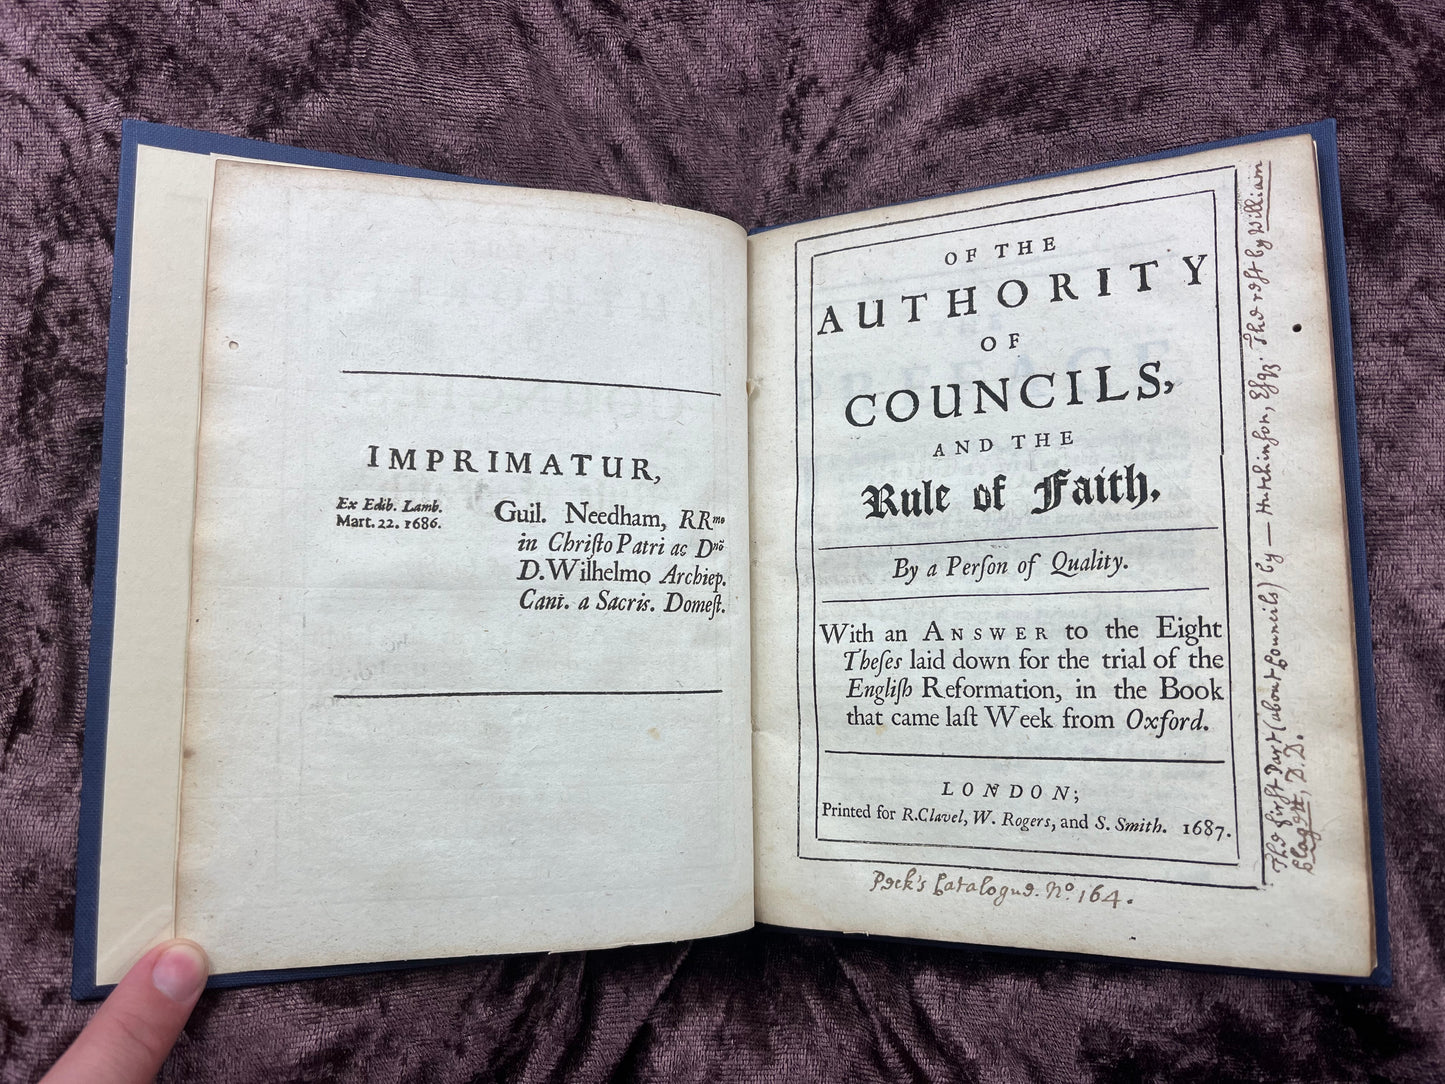 IMPRIMATUR,
Ex Edib. Lamb.
Mart. 22. 1686.
Guil. Needham, RRᵐᵒ
in Chriſto Patri ac Dⁿõ
D. Wilhelmo Archiep.
Cant. a Sacris. Domeſt.
OF THE
AUTHORITY
OF
COUNCILS,
AND THE
Rule of Faith.
By a Perſon of Quality.
With an ANSWER to the Eight
Theſes laid down for the trial of the
Engliſh Reformation, in the Book
that came laſt Week from Oxford.
LONDON;
Printed for R. Clavel, W. Rogers, and S. Smith. 1687.
Peck's Catalogue. Nº. 164.
The firſt part (about Councils) by — Hutchinſon, Eſqr. The reſt by William
Clagett, D.D.